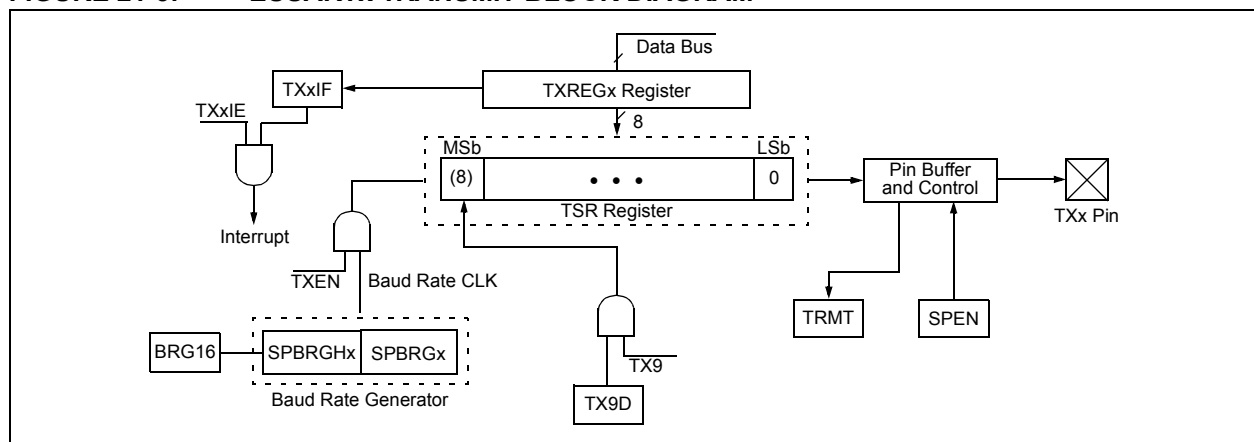 Data Bus
TXxIF
TXREGx Register
TXxIE
8
MSb
LSb
(8)
• • •
0
Pin Buffer
and Control
TSR Register
TXx Pin
Interrupt
TXEN
Baud Rate CLK
TRMT
SPEN
BRG16
SPBRGHx
SPBRGx
TX9
Baud Rate Generator
TX9D